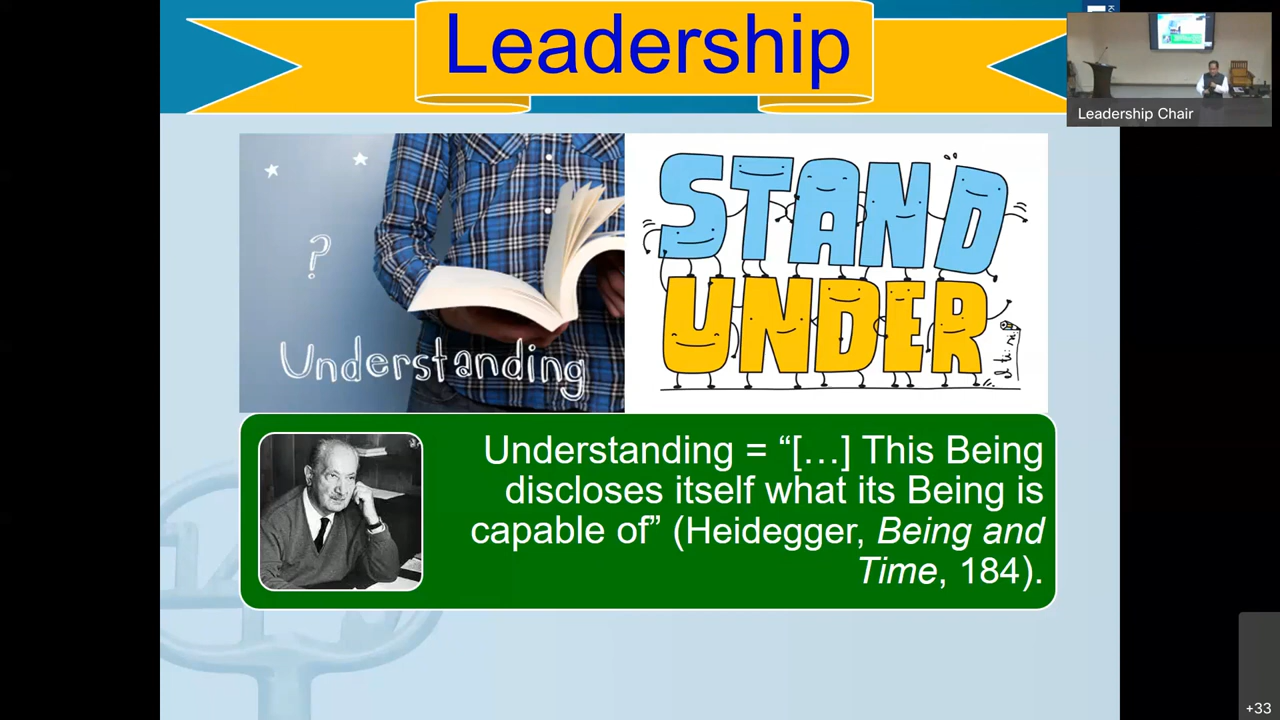 Leadership
Leadership Chair
?
Understanding
STAND
UNDER
Understanding = “[…] This Being
discloses itself what its Being is
capable of” (Heidegger, Being and
Time, 184).
+33